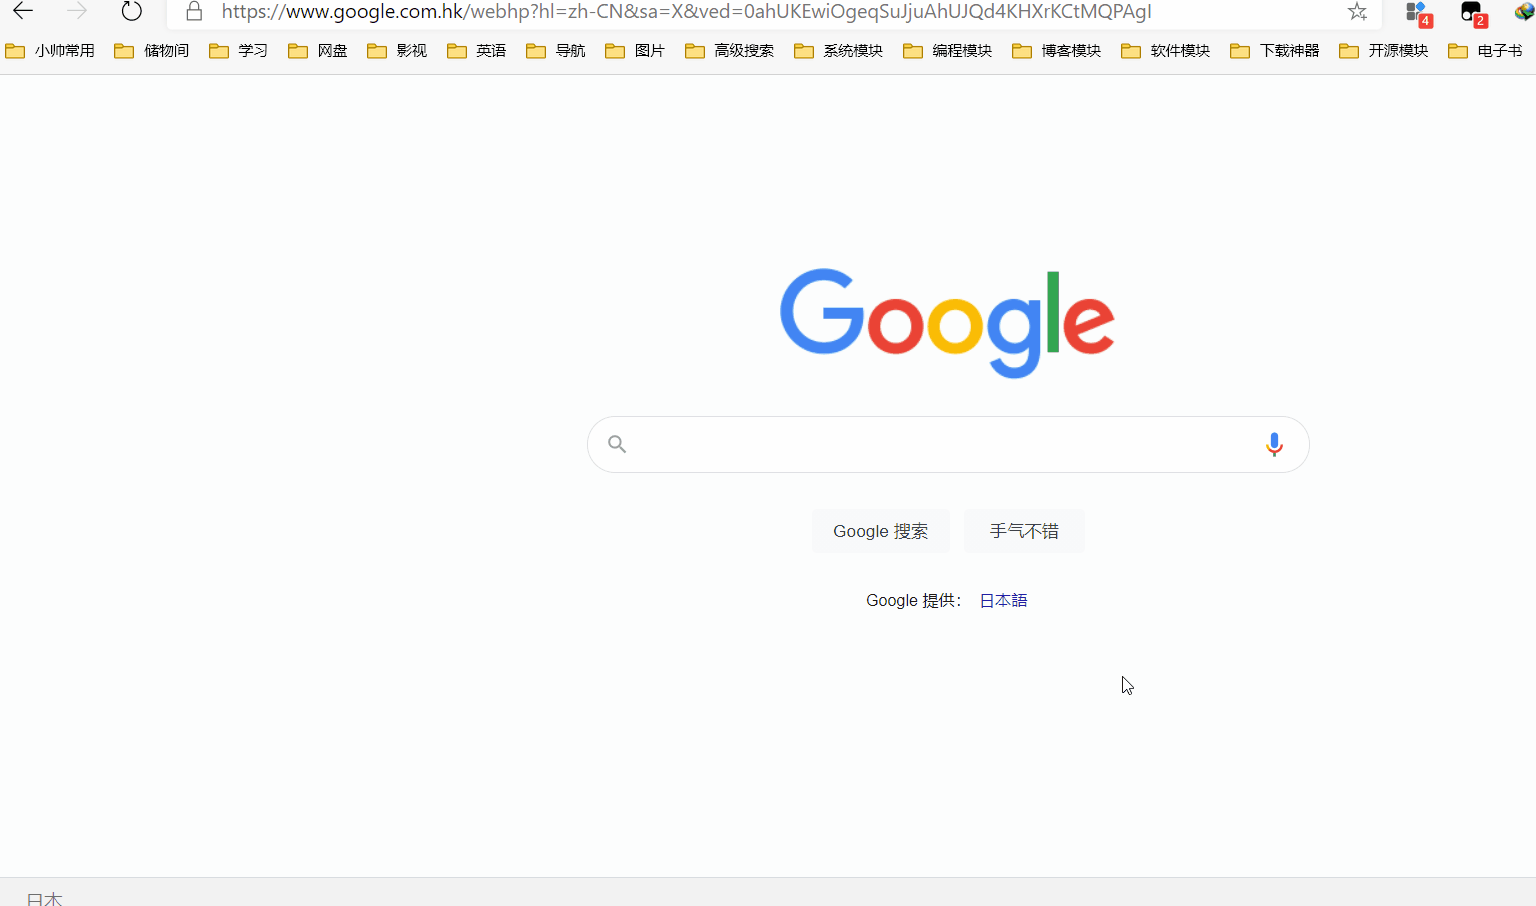 https://www.google.com.hk/webhp?hl=zh-CN&sa=X&ved=0ahUKEwiOgeqSuJjuAhUJQd4KHXrKCtMQPAgI
4
2
小帅常用 储物间 学习 网盘 影视 英语 导航 图片 高级搜索 系统模块 编程模块 博客模块 软件模块 下载神器 开源模块 电子书
Google
Google 搜索 手气不错
Google 提供： 日本語
日本